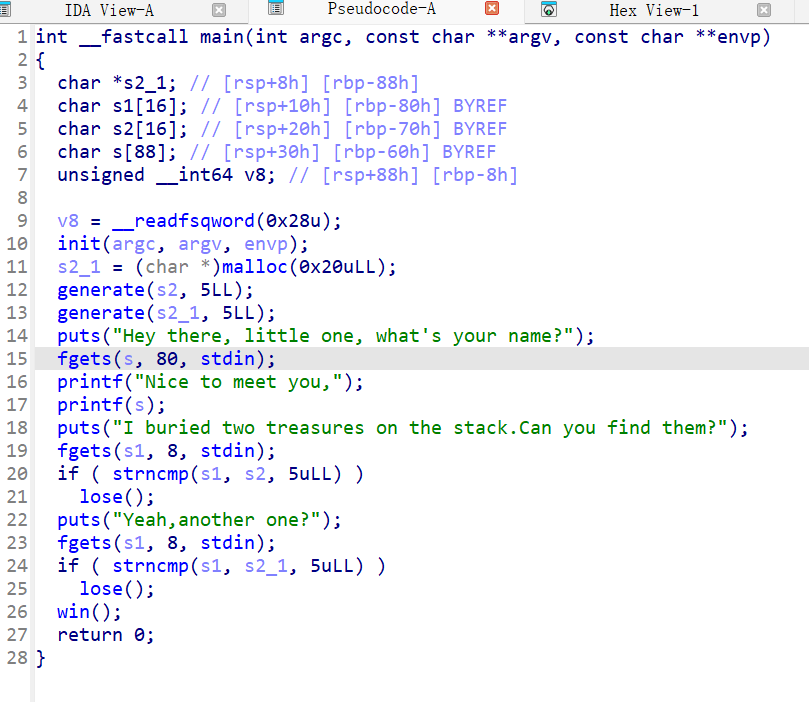 IDA View-A Pseudocode-A Hex View-1
1 int __fastcall main(int argc, const char **argv, const char **envp)
2 {
3   char *s2_1; // [rsp+8h] [rbp-88h]
4   char s1[16]; // [rsp+10h] [rbp-80h] BYREF
5   char s2[16]; // [rsp+20h] [rbp-70h] BYREF
6   char s[88]; // [rsp+30h] [rbp-60h] BYREF
7   unsigned __int64 v8; // [rsp+88h] [rbp-8h]
8
9   v8 = __readfsqword(0x28u);
10   init(argc, argv, envp);
11   s2_1 = (char *)malloc(0x20uLL);
12   generate(s2, 5LL);
13   generate(s2_1, 5LL);
14   puts("Hey there, little one, what's your name?");
15   fgets(s, 80, stdin);
16   printf("Nice to meet you,");
17   printf(s);
18   puts("I buried two treasures on the stack.Can you find them?");
19   fgets(s1, 8, stdin);
20   if ( strncmp(s1, s2, 5uLL) )
21     lose();
22   puts("Yeah,another one?");
23   fgets(s1, 8, stdin);
24   if ( strncmp(s1, s2_1, 5uLL) )
25     lose();
26   win();
27   return 0;
28 }